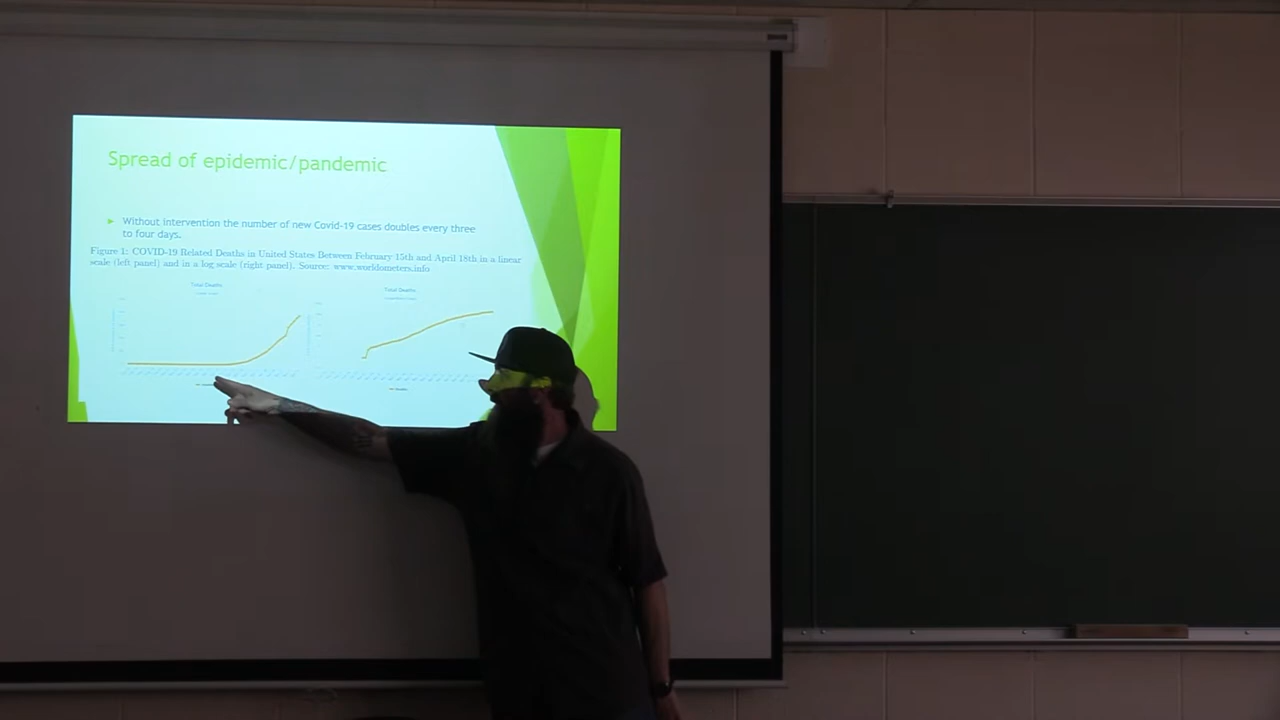 Spread of epidemic/pandemic
Without intervention the number of new Covid-19 cases doubles every three
to four days.
Figure 1: COVID-19 Related Deaths in United States Between February 15th and April 18th in a linear
scale (left panel) and in a log scale (right panel). Source: www.worldometers.info
Total Deaths
Total Deaths